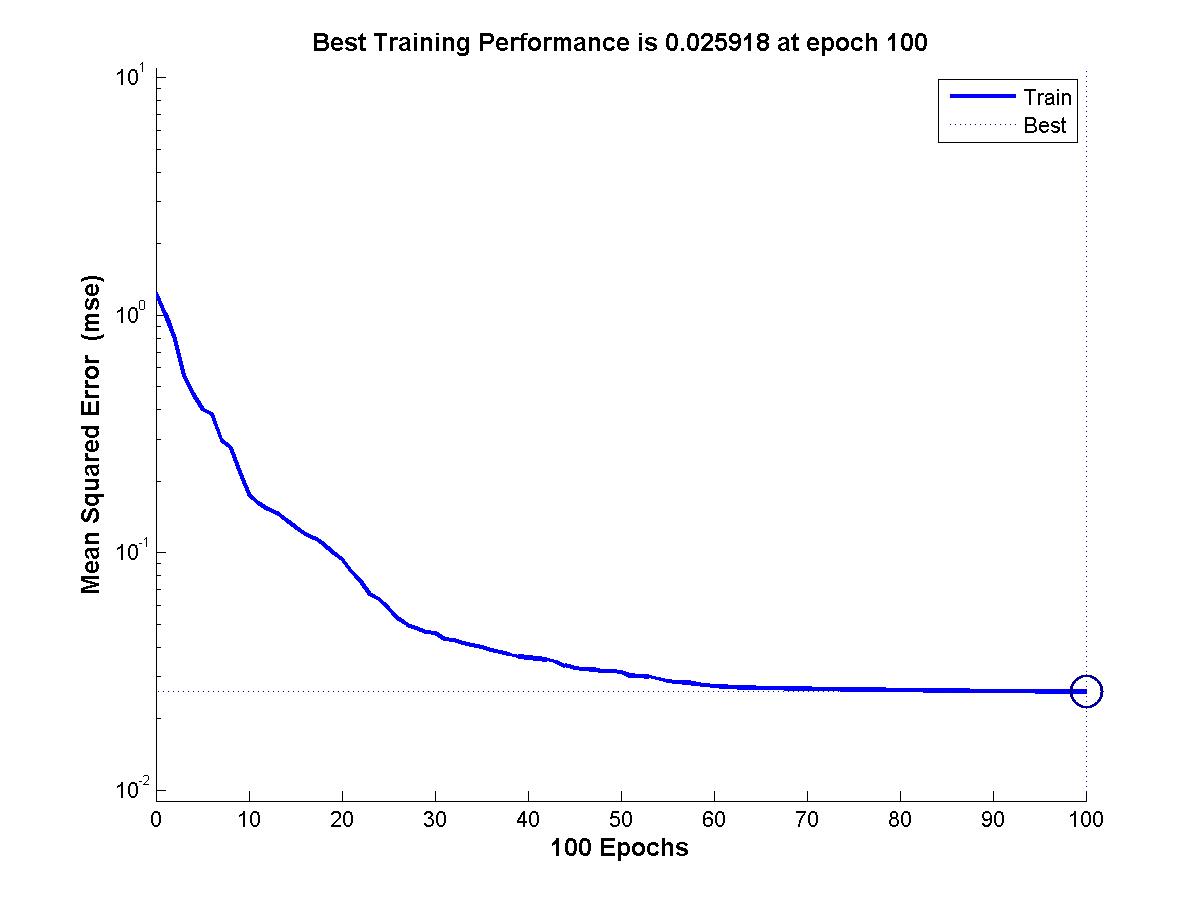 Best Training Performance is 0.025918 at epoch 100
10^1
10^0
10^-1
10^-2
Mean Squared Error (mse)
Train
Best
0 10 20 30 40 50 60 70 80 90 100
100 Epochs